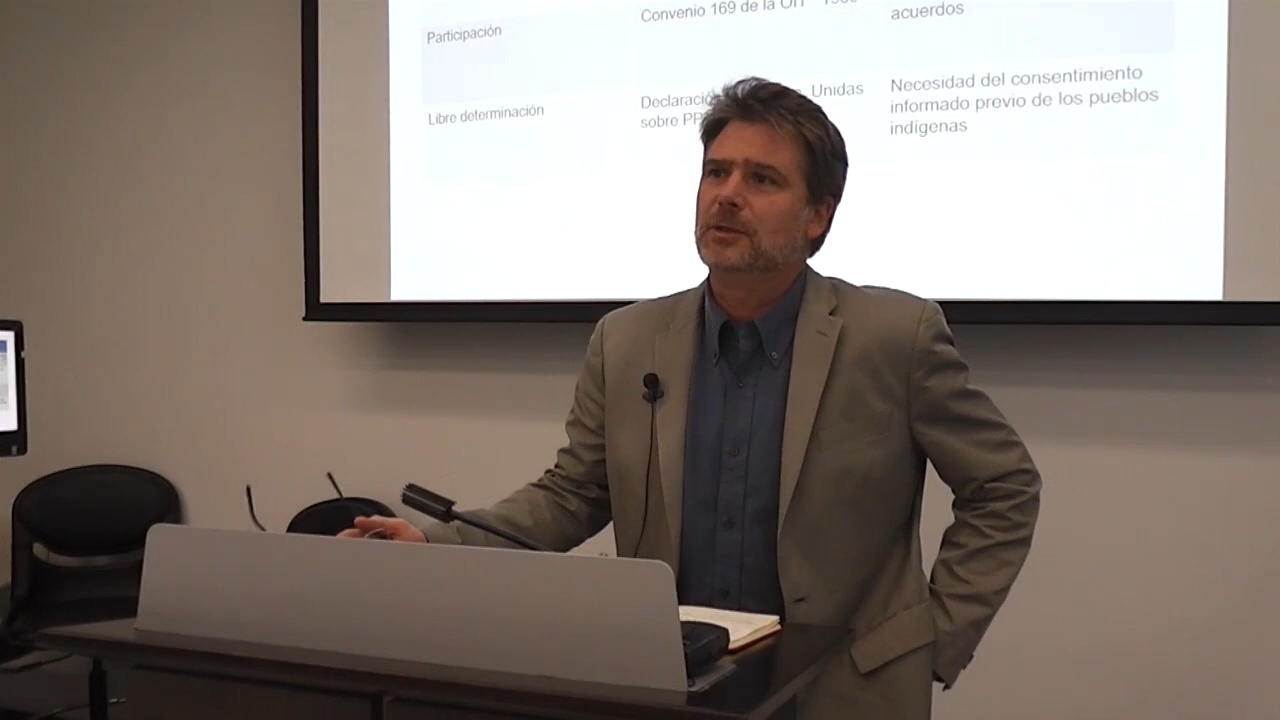 Participación
Convenio 169 de la OIT
acuerdos
Libre determinación
Declaración Unidas
sobre
Necesidad del consentimiento
informado previo de los pueblos
indígenas